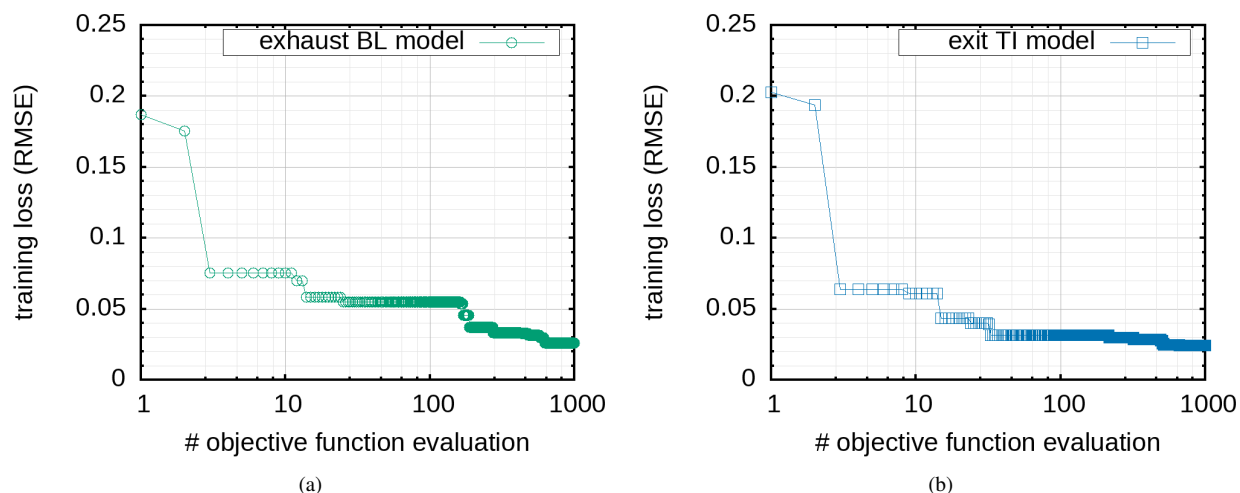 0.25
0.2
0.15
0.1
0.05
0
training loss (RMSE)
exhaust BL model
1
10
100
1000
# objective function evaluation
(a)
0.25
0.2
0.15
0.1
0.05
0
training loss (RMSE)
exit TI model
1
10
100
1000
# objective function evaluation
(b)